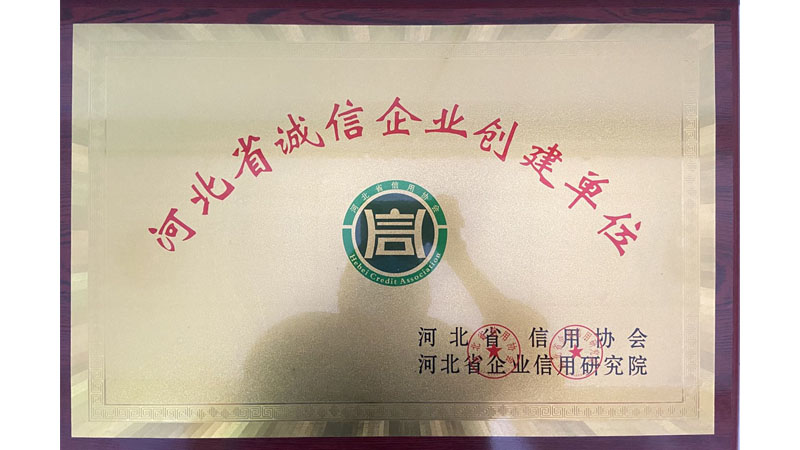 河北省诚信企业创建单位
河北省信用协会
Hebei Credit Association
河北省信用协会
河北省企业信用研究院